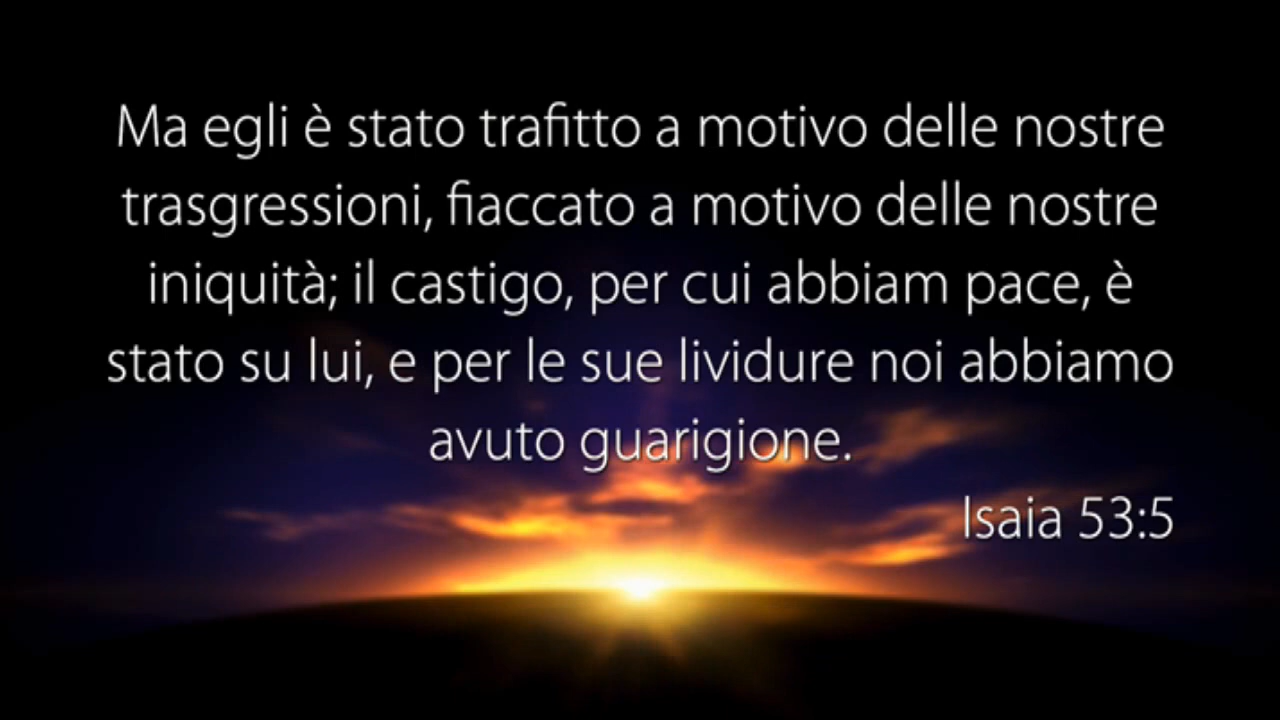 Ma egli è stato trafitto a motivo delle nostre
trasgressioni, fiaccato a motivo delle nostre
iniquità; il castigo, per cui abbiam pace, è
stato su lui, e per le sue lividure noi abbiamo
avuto guarigione.
Isaia 53:5